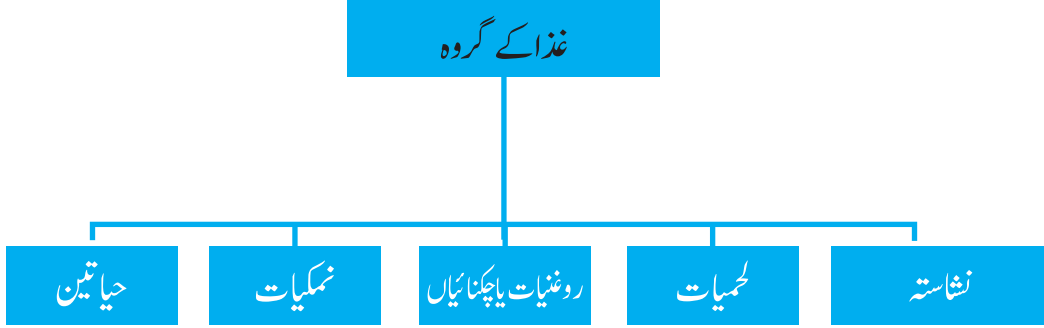 غذا کے گروہ
نشاستہ
لحمیات
روغنیات یا چکنائیاں
نمکیات
حیاتین